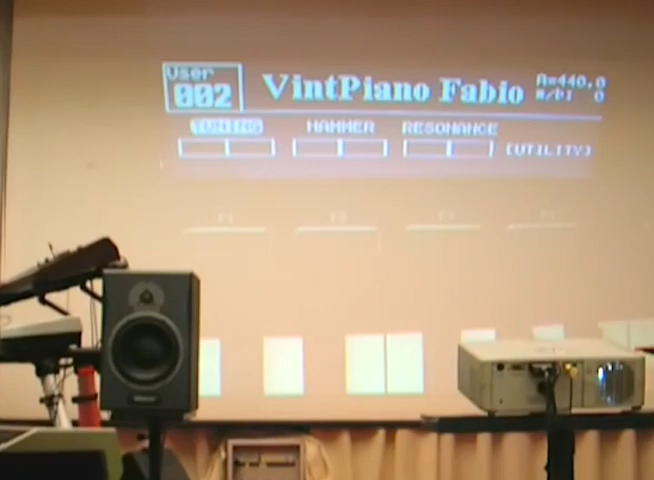 User
002
VintPiano Fabio
A=440.0
TUNING HAMMER RESONANCE
[UTILITY]